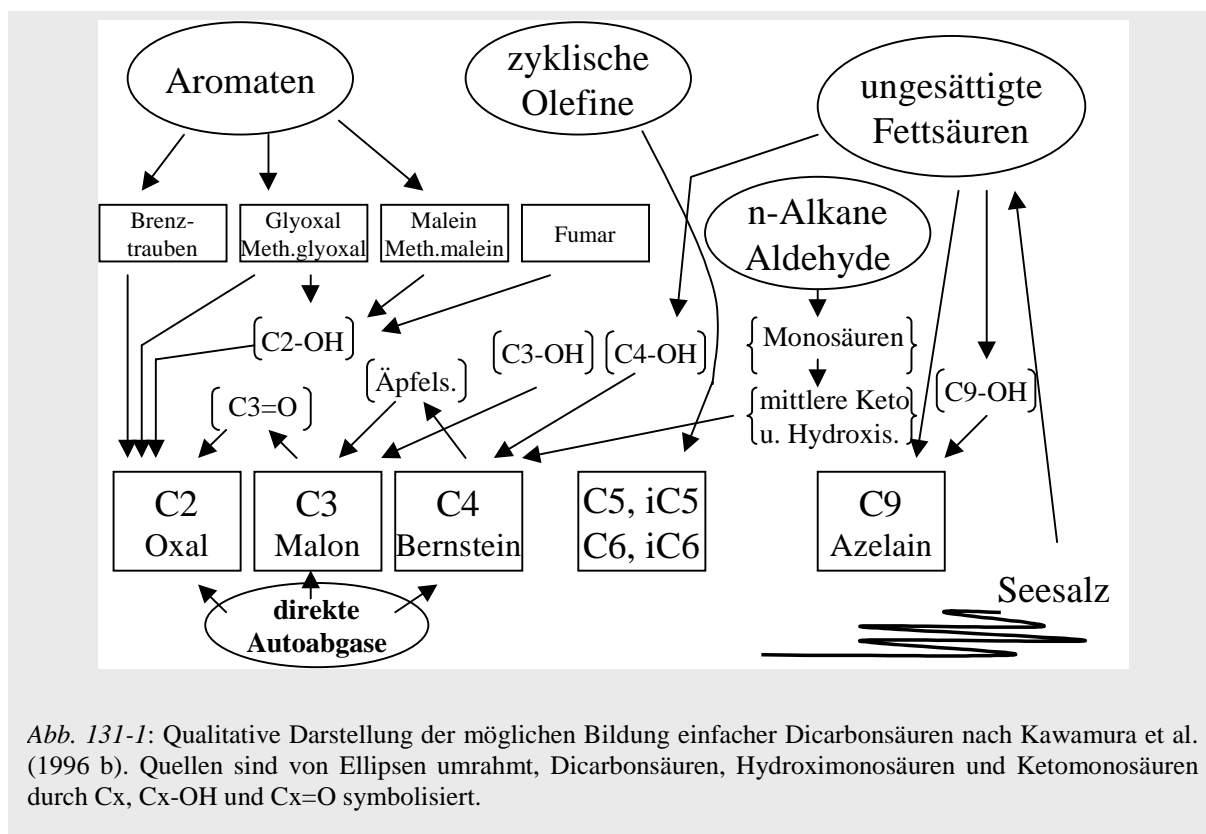 Aromaten
zyklische
Olefine
ungesättigte
Fettsäuren
n-Alkane
Aldehyde
Brenz-
trauben
Glyoxal
Meth.glyoxal
Malein
Meth.malein
Fumar
C2-OH
C3-OH
C4-OH
Monosäuren
Äpfels.
C3=O
mittlere Keto
u. Hydroxis.
C9-OH
C2
Oxal
C3
Malon
C4
Bernstein
C5, iC5
C6, iC6
C9
Azelain
direkte
Autoabgase
Seesalz
Abb. 131-1: Qualitative Darstellung der möglichen Bildung einfacher Dicarbonsäuren nach Kawamura et al.
(1996 b). Quellen sind von Ellipsen umrahmt, Dicarbonsäuren, Hydroximonosäuren und Ketomonosäuren
durch Cx, Cx-OH und Cx=O symbolisiert.